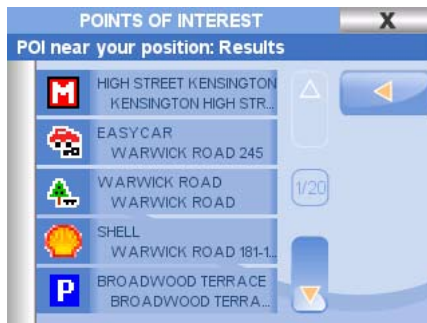 POINTS OF INTEREST
X
POI near your position: Results
M
HIGH STREET KENSINGTON
KENSINGTON HIGH STR...
EASYCAR
WARWICK ROAD 245
WARWICK ROAD
WARWICK ROAD
1/20
SHELL
WARWICK ROAD 181-1...
P
BROADWOOD TERRACE
BROADWOOD TERRA...